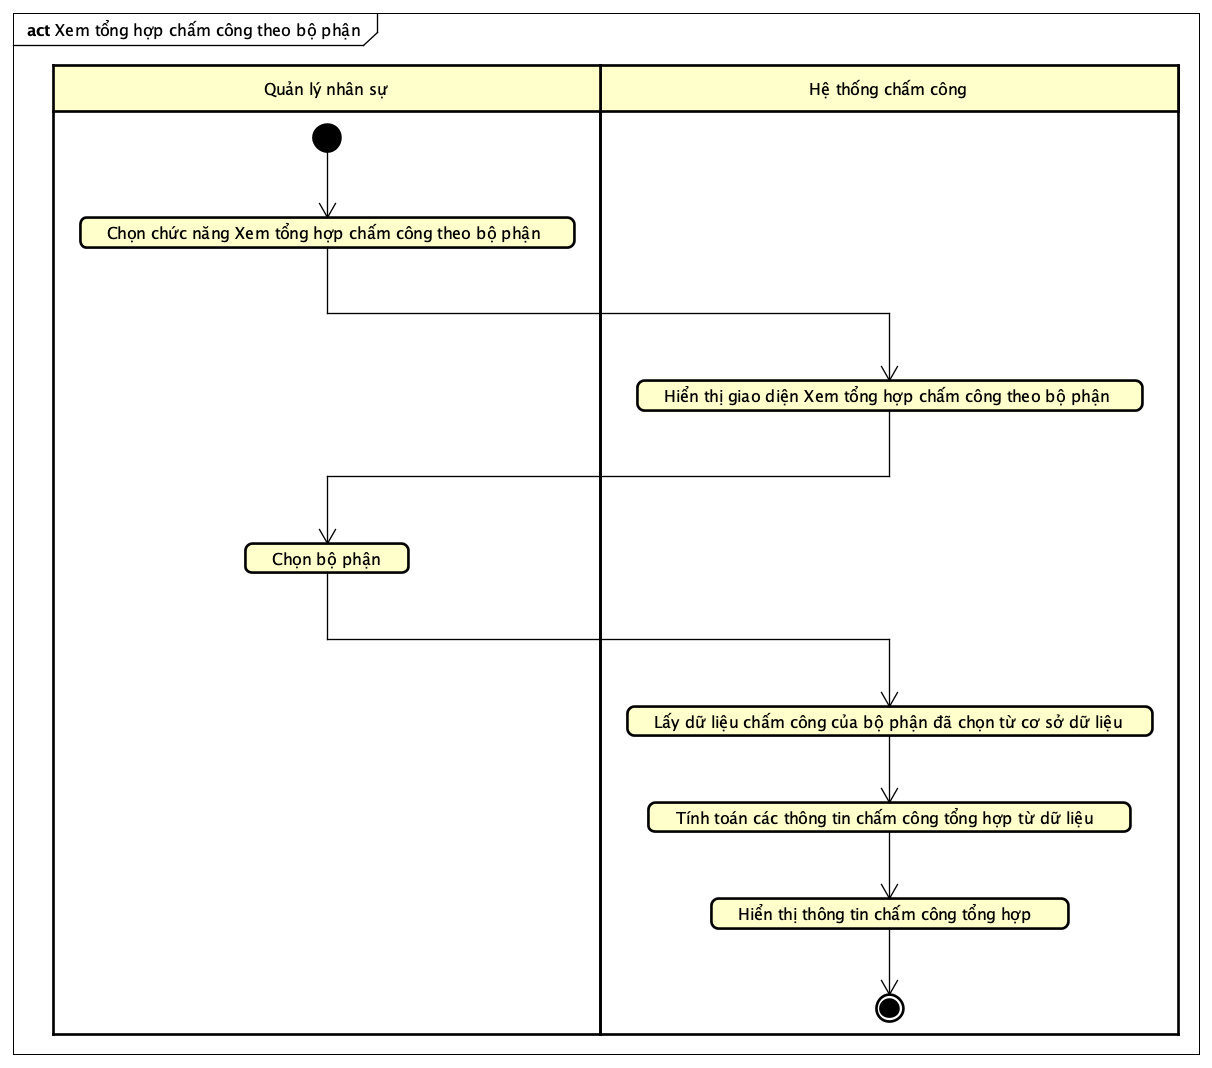 act Xem tổng hợp chấm công theo bộ phận
Quản lý nhân sự
Hệ thống chấm công
Chọn chức năng Xem tổng hợp chấm công theo bộ phận
Hiển thị giao diện Xem tổng hợp chấm công theo bộ phận
Chọn bộ phận
Lấy dữ liệu chấm công của bộ phận đã chọn từ cơ sở dữ liệu
Tính toán các thông tin chấm công tổng hợp từ dữ liệu
Hiển thị thông tin chấm công tổng hợp